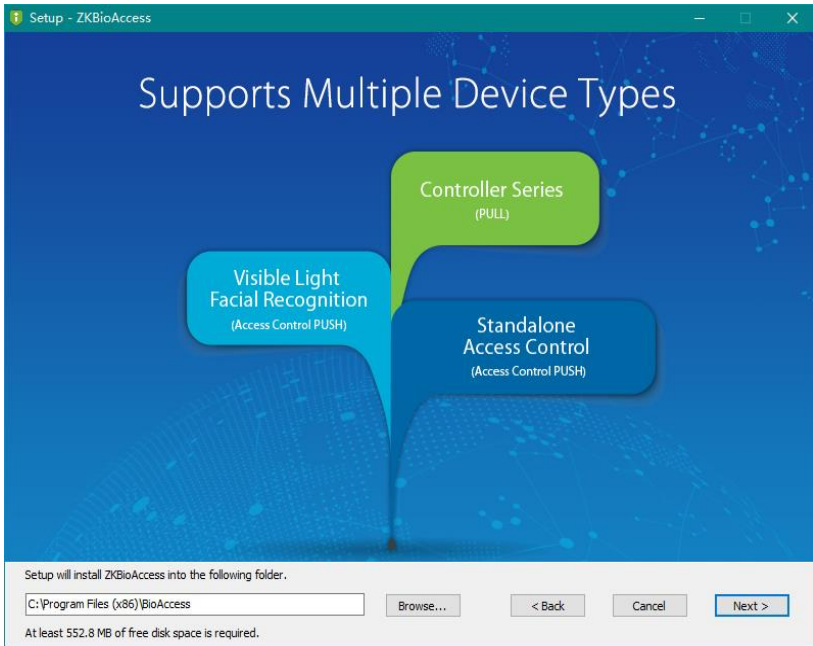 Setup - ZKBioAccess
Supports Multiple Device Types
Controller Series
(PULL)
Visible Light
Facial Recognition
(Access Control PUSH)
Standalone
Access Control
(Access Control PUSH)
Setup will install ZKBioAccess into the following folder.
C:\Program Files (x86)\BioAccess
Browse...
< Back
Cancel
Next >
At least 552.8 MB of free disk space is required.